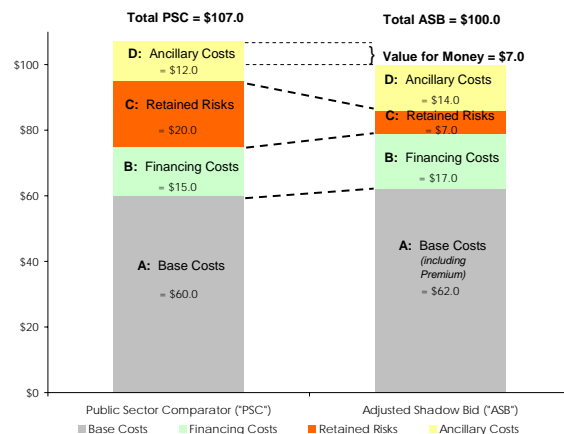 Total PSC = $107.0
Total ASB = $100.0
Value for Money = $7.0
$100
$80
$60
$40
$20
$0
D: Ancillary Costs
= $12.0
C: Retained Risks
= $20.0
B: Financing Costs
= $15.0
A: Base Costs
= $60.0
D: Ancillary Costs
= $14.0
C: Retained Risks
= $7.0
B: Financing Costs
= $17.0
A: Base Costs
(including
Premium)
= $62.0
Public Sector Comparator ("PSC")
Adjusted Shadow Bid ("ASB")
Base Costs
Financing Costs
Retained Risks
Ancillary Costs